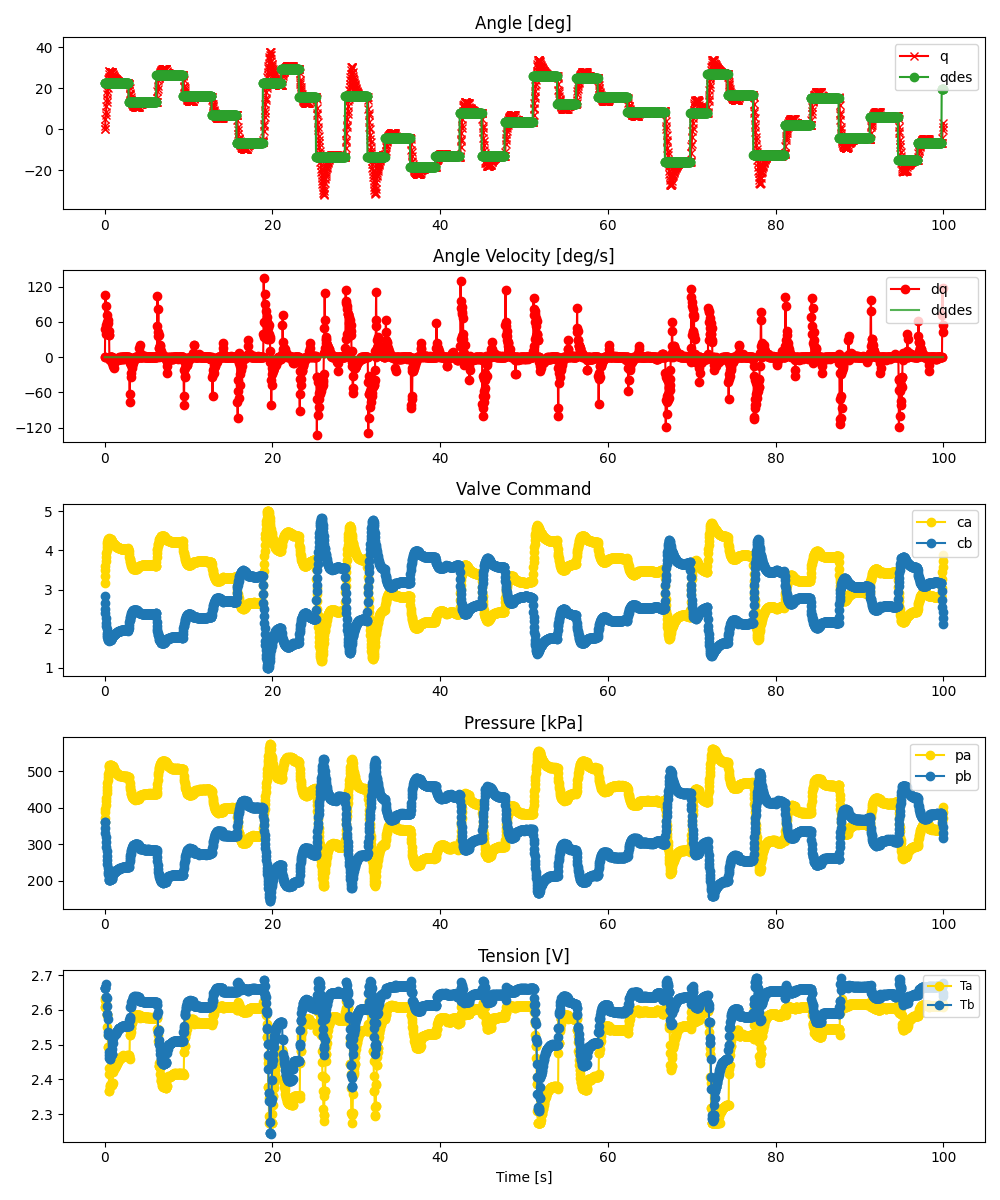 Angle [deg]
40
20
0
−20
q
qdes
0 20 40 60 80 100
Angle Velocity [deg/s]
120
60
0
−60
−120
dq
dqdes
0 20 40 60 80 100
Valve Command
5
4
3
2
1
ca
cb
0 20 40 60 80 100
Pressure [kPa]
500
400
300
200
pa
pb
0 20 40 60 80 100
Tension [V]
2.7
2.6
2.5
2.4
2.3
Ta
Tb
0 20 40 60 80 100
Time [s]